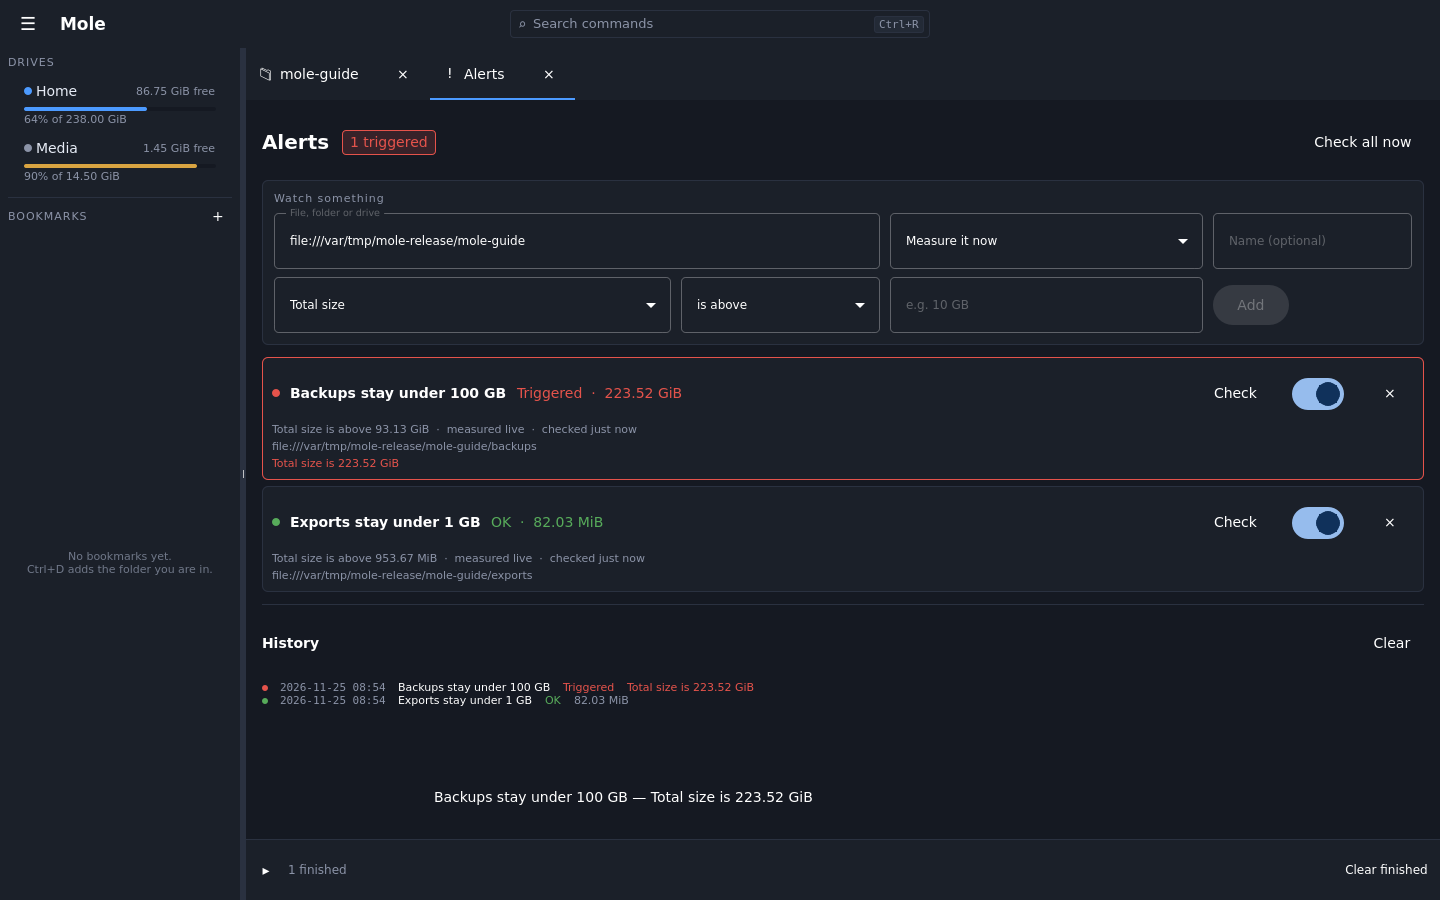 Mole
Search commands
Ctrl+R
DRIVES
Home 86.75 GiB free
64% of 238.00 GiB
Media 1.45 GiB free
90% of 14.50 GiB
BOOKMARKS +
No bookmarks yet.
Ctrl+D adds the folder you are in.
mole-guide ×
! Alerts ×
Alerts 1 triggered Check all now
Watch something
File, folder or drive
file:///var/tmp/mole-release/mole-guide Measure it now Name (optional)
Total size is above e.g. 10 GB Add
Backups stay under 100 GB Triggered · 223.52 GiB Check ×
Total size is above 93.13 GiB · measured live · checked just now
file:///var/tmp/mole-release/mole-guide/backups
Total size is 223.52 GiB
Exports stay under 1 GB OK · 82.03 MiB Check ×
Total size is above 953.67 MiB · measured live · checked just now
file:///var/tmp/mole-release/mole-guide/exports
History Clear
2026-11-25 08:54 Backups stay under 100 GB Triggered Total size is 223.52 GiB
2026-11-25 08:54 Exports stay under 1 GB OK 82.03 MiB
Backups stay under 100 GB — Total size is 223.52 GiB
1 finished Clear finished